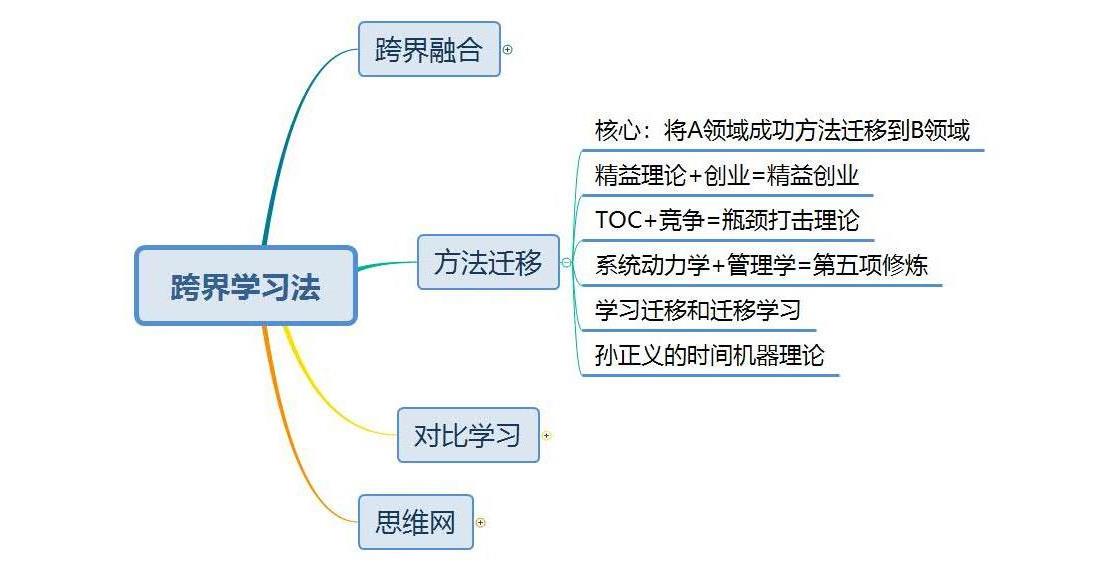 跨界学习法
跨界融合
方法迁移
核心：将A领域成功方法迁移到B领域
精益理论+创业=精益创业
TOC+竞争=瓶颈打击理论
系统动力学+管理学=第五项修炼
学习迁移和迁移学习
孙正义的时间机器理论
对比学习
思维网